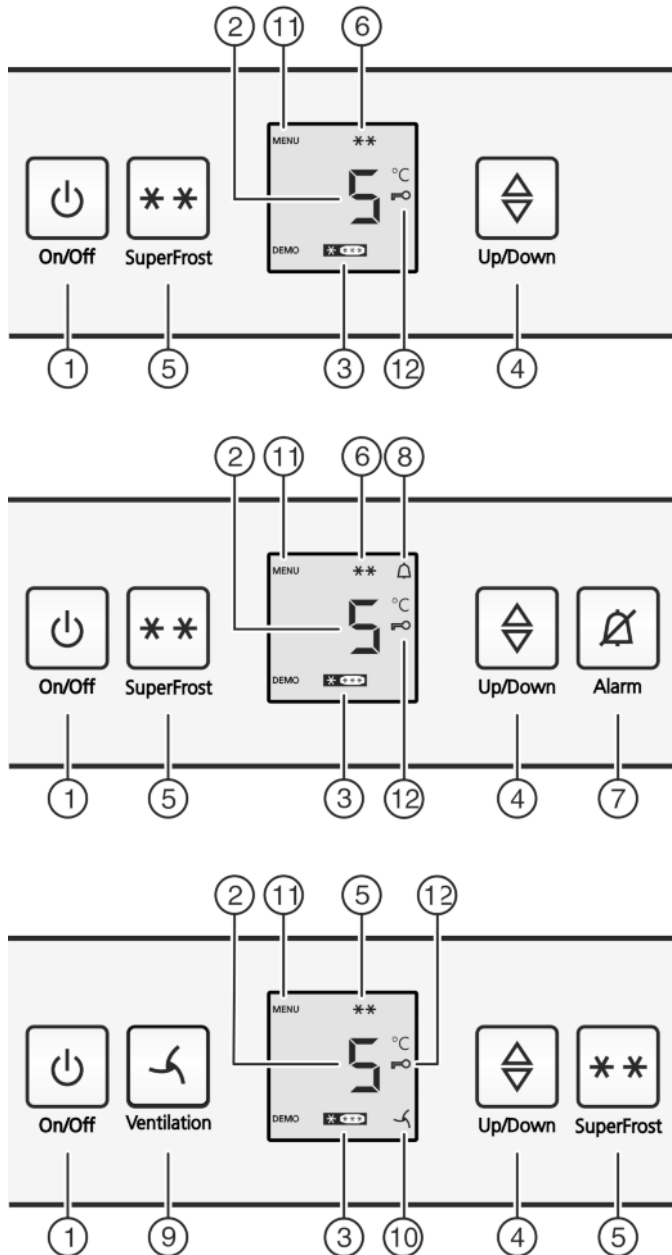 2 11 6
MENU
5 °C
DEMO
On/Off SuperFrost Up/Down
1 5 3 12 4
2 11 6 8
MENU
5 °C
DEMO
On/Off SuperFrost Up/Down Alarm
1 5 3 12 4 7
2 11 5 12
MENU
5 °C
DEMO
On/Off Ventilation Up/Down SuperFrost
1 9 3 10 4 5